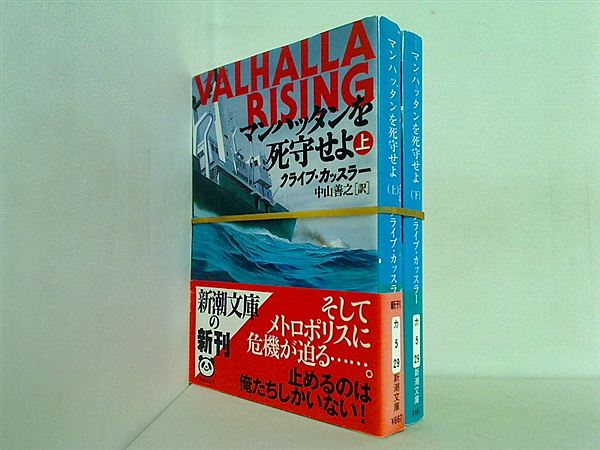 VALHALLA
RISING
マンハッタンを
死守せよ 上
クライブ・カッスラー
中山善之[訳]
新潮文庫
の
新刊
そして
メトロポリスに
危機が迫る……。
止めるのは
俺たちしかいない!
マンハッタンを死守せよ(上)
クライブ・カッスラ
新刊
カ
5
29
新潮文庫
¥667
マンハッタンを死守せよ(下)
クライブ・カッスラー
カ
5
29
新潮文庫